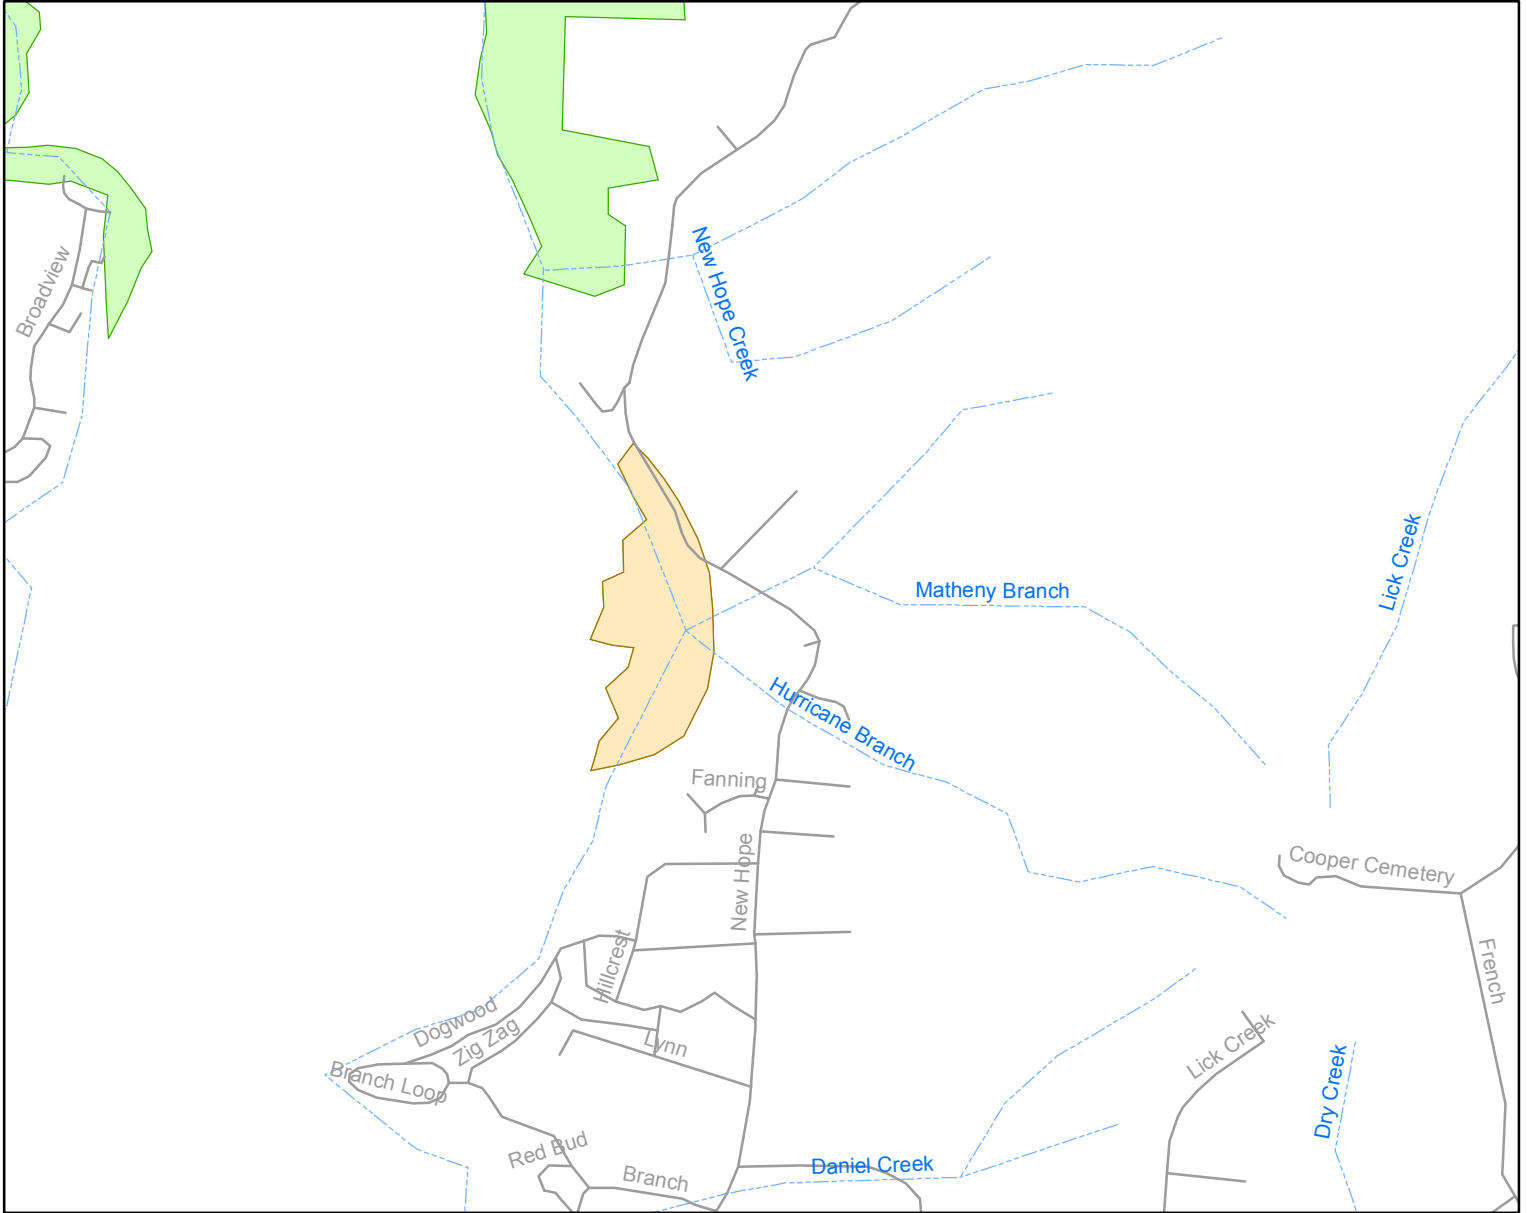 New Hope Creek
Broadview
Lick Creek
Matheny Branch
Hurricane Branch
Fanning
New Hope
Cooper Cemetery
Hillcrest
French
Dogwood
Zig Zag
Lynn
Lick Creek
Branch Loop
Dry Creek
Red Bud
Daniel Creek
Branch